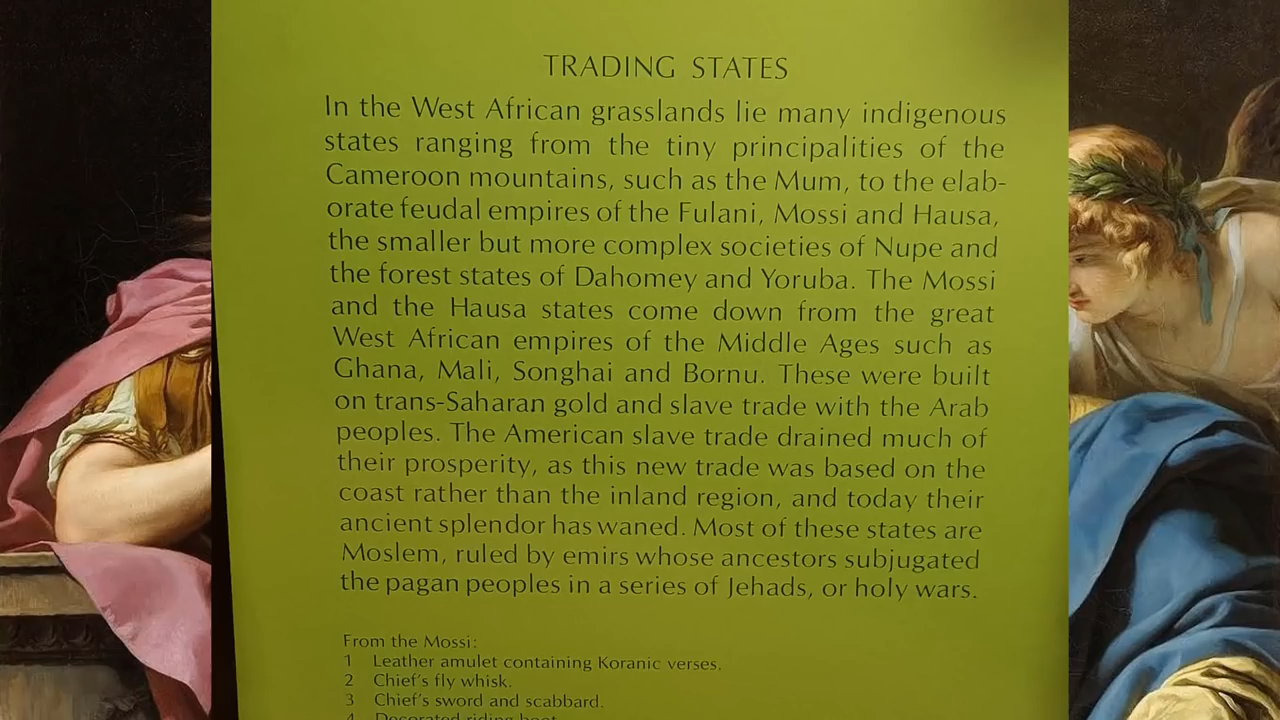 TRADING STATES
In the West African grasslands lie many indigenous
states ranging from the tiny principalities of the
Cameroon mountains, such as the Mum, to the elab-
orate feudal empires of the Fulani, Mossi and Hausa,
the smaller but more complex societies of Nupe and
the forest states of Dahomey and Yoruba. The Mossi
and the Hausa states come down from the great
West African empires of the Middle Ages such as
Ghana, Mali, Songhai and Bornu. These were built
on trans-Saharan gold and slave trade with the Arab
peoples. The American slave trade drained much of
their prosperity, as this new trade was based on the
coast rather than the inland region, and today their
ancient splendor has waned. Most of these states are
Moslem, ruled by emirs whose ancestors subjugated
the pagan peoples in a series of Jehads, or holy wars.
From the Mossi:
1 Leather amulet containing Koranic verses.
2 Chief's fly whisk.
3 Chief's sword and scabbard.
4 Decorated riding boot